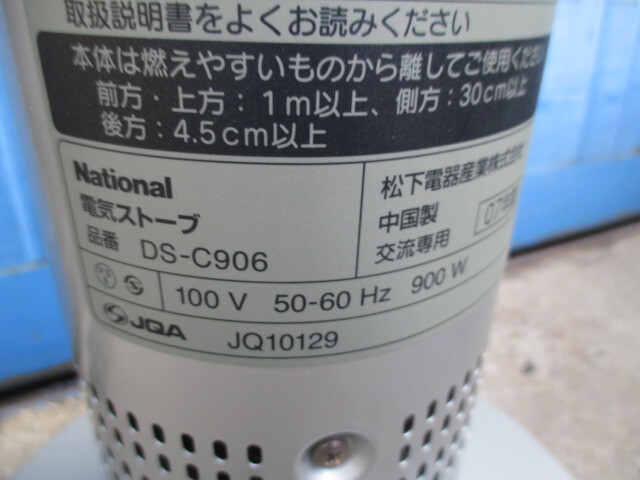 取扱説明書をよくお読みください
本体は燃えやすいものから離してご使用くださ
前方・上方:1m以上、側方:30cm以上
後方:4.5cm以上
National
電気ストーブ
品番 DS-C906
松下電器産業株式会社
中国製
交流専用
07年製
100 V 50-60 Hz 900 W
JQA JQ10129